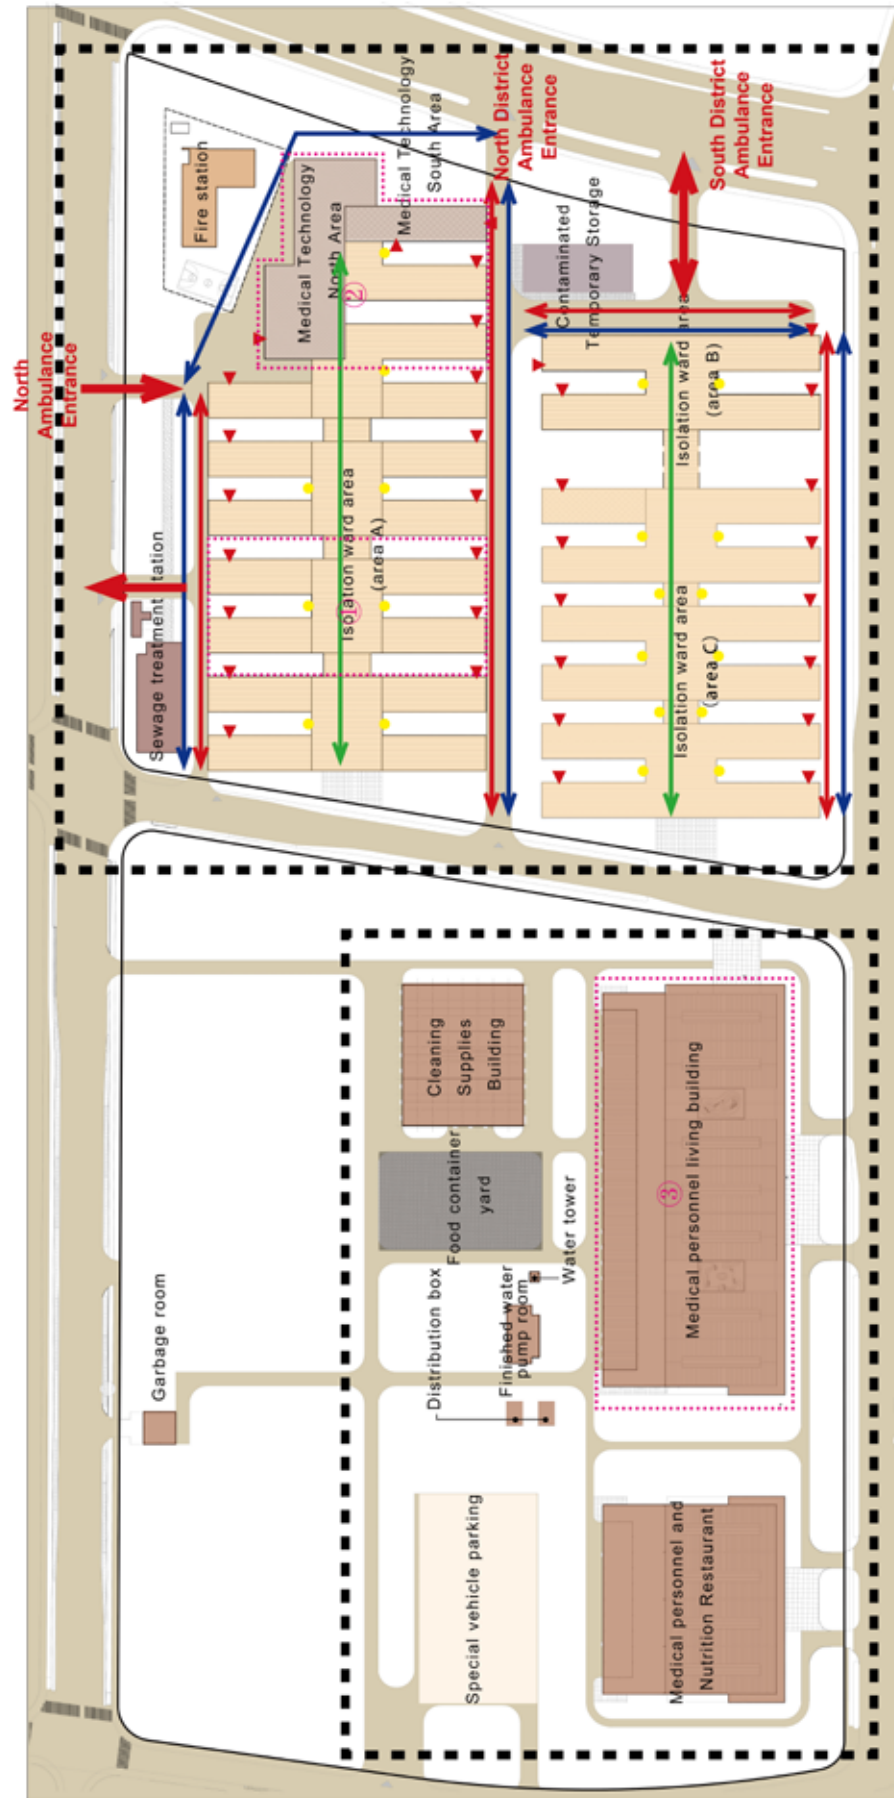 North
Ambulance
Entrance
Fire station
North District
Ambulance
Entrance
South District
Ambulance
Entrance
Medical Technology
North Area
②
Medical Technology
South Area
Contaminated
Temporary Storage
Isolation ward area
(area A)
①
Isolation ward area
(area B)
Isolation ward area
(area C)
Sewage treatment station
Cleaning
Supplies
Building
Food container
yard
Water tower
Finished water
pump room
Distribution box
Garbage room
Medical personnel living building
③
Special vehicle parking
Medical personnel and
Nutrition Restaurant